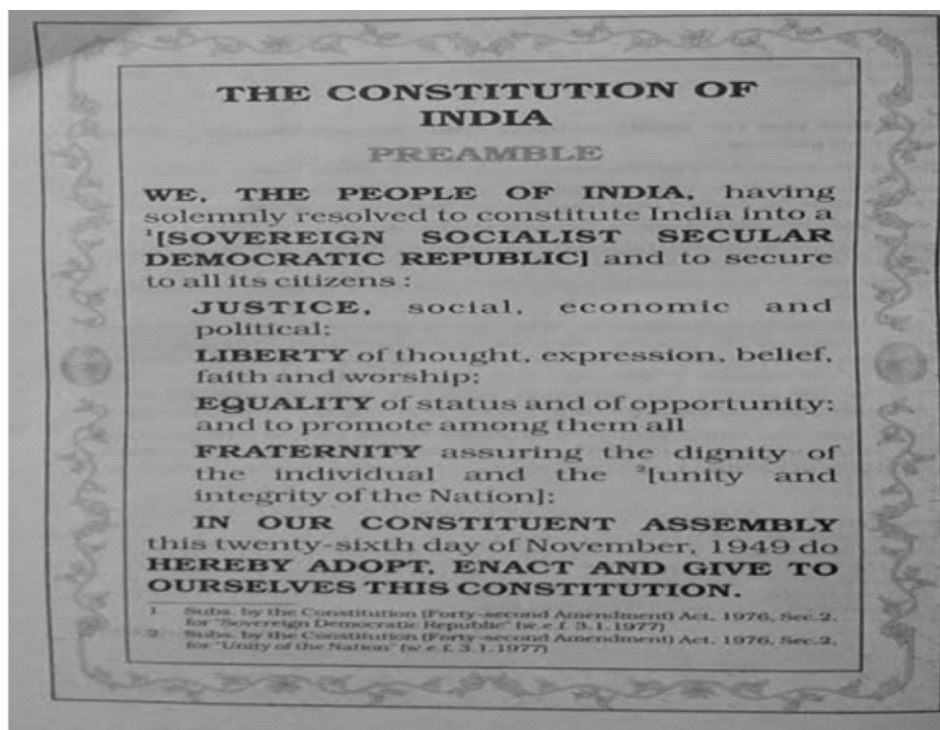 THE CONSTITUTION OF
INDIA
PREAMBLE
WE, THE PEOPLE OF INDIA, having
solemnly resolved to constitute India into a
¹[SOVEREIGN SOCIALIST SECULAR
DEMOCRATIC REPUBLIC] and to secure
to all its citizens :
JUSTICE, social, economic and
political;
LIBERTY of thought, expression, belief,
faith and worship;
EQUALITY of status and of opportunity;
and to promote among them all
FRATERNITY assuring the dignity of
the individual and the ²[unity and
integrity of the Nation];
IN OUR CONSTITUENT ASSEMBLY
this twenty-sixth day of November, 1949 do
HEREBY ADOPT, ENACT AND GIVE TO
OURSELVES THIS CONSTITUTION.
1 Subs. by the Constitution (Forty-second Amendment) Act, 1976, Sec.2,
for "Sovereign Democratic Republic" (w.e.f. 3.1.1977)
2 Subs. by the Constitution (Forty-second Amendment) Act, 1976, Sec.2,
for "Unity of the Nation" (w.e.f. 3.1.1977)